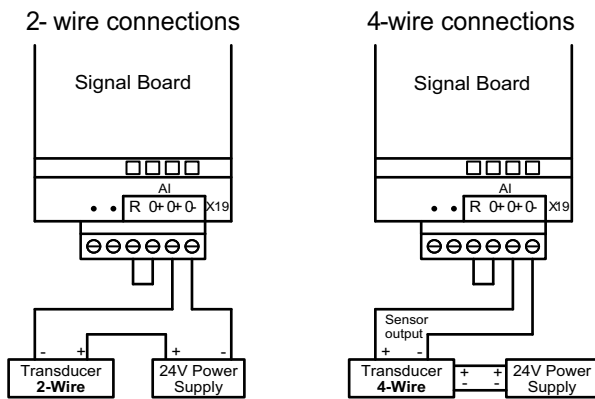 2- wire connections
4-wire connections
Signal Board
Signal Board
AI
• • R 0+ 0+ 0- X19
AI
• • R 0+ 0+ 0- X19
- + + -
Transducer
2-Wire
24V Power
Supply
Sensor
output
+ -
Transducer
4-Wire
+ +
- -
24V Power
Supply